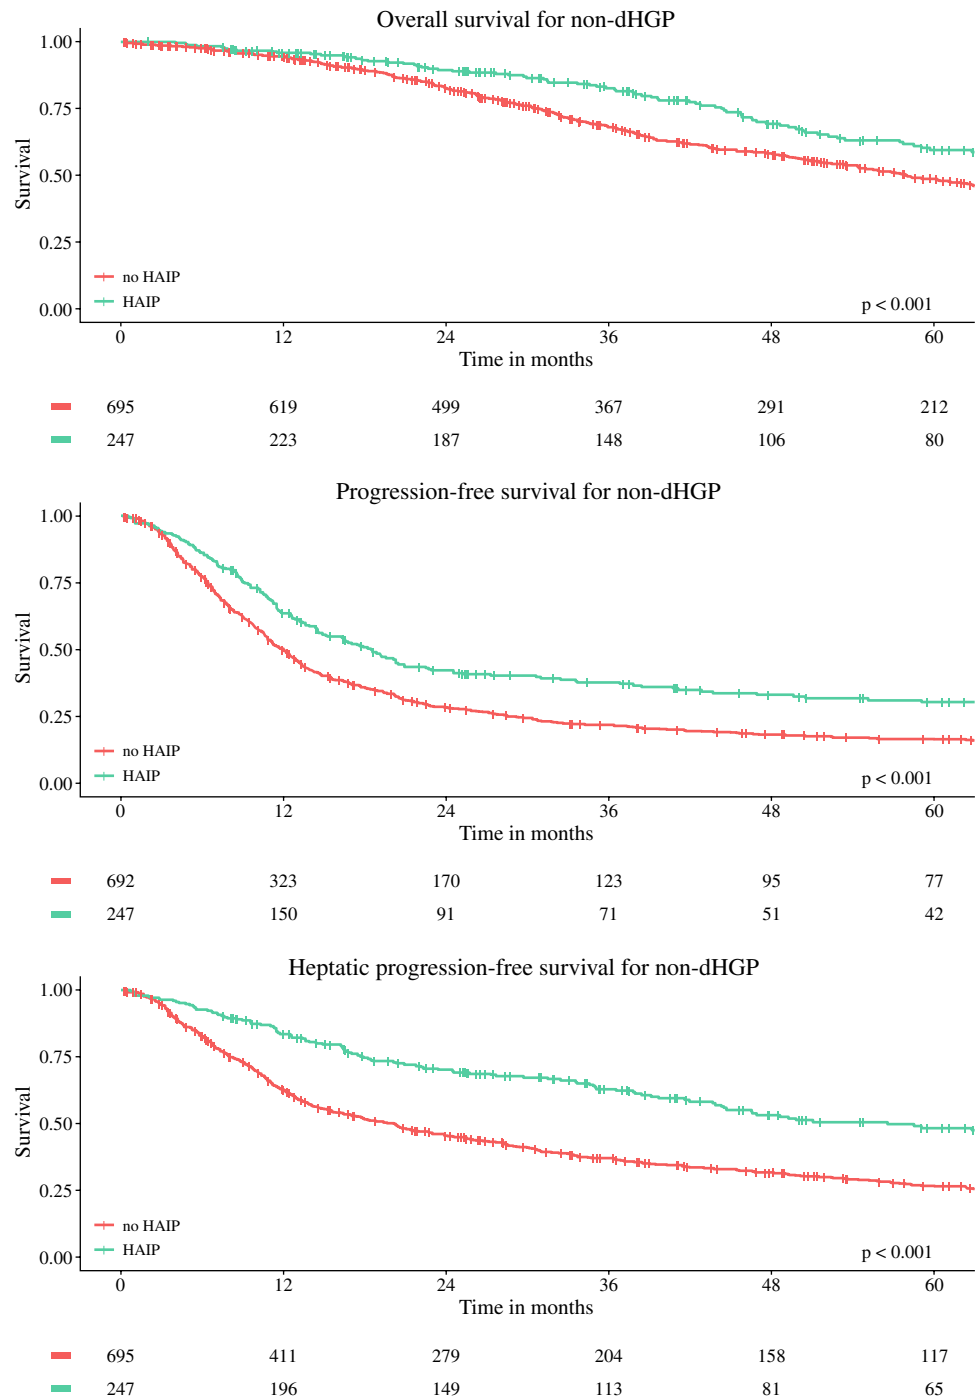 Overall survival for non-dHGP
1.00
0.75
0.50
0.25
0.00
Survival
no HAIP
HAIP
p < 0.001
0 12 24 36 48 60
Time in months
695 619 499 367 291 212
247 223 187 148 106 80
Progression-free survival for non-dHGP
1.00
0.75
0.50
0.25
0.00
Survival
no HAIP
HAIP
p < 0.001
0 12 24 36 48 60
Time in months
692 323 170 123 95 77
247 150 91 71 51 42
Heptatic progression-free survival for non-dHGP
1.00
0.75
0.50
0.25
0.00
Survival
no HAIP
HAIP
p < 0.001
0 12 24 36 48 60
Time in months
695 411 279 204 158 117
247 196 149 113 81 65